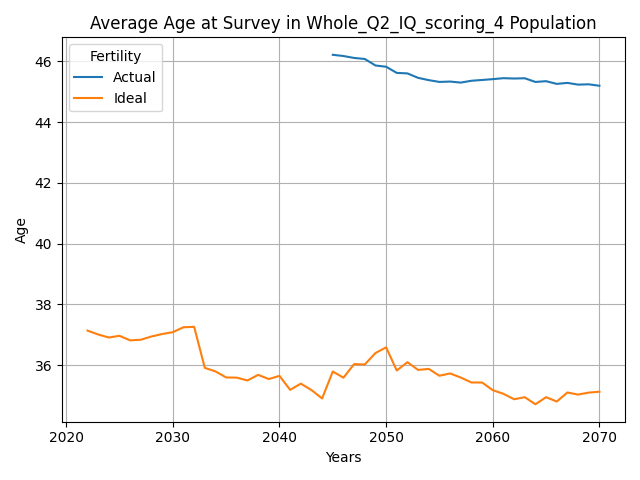 Average Age at Survey in Whole_Q2_IQ_scoring_4 Population
Fertility
Actual
Ideal
46
44
42
40
38
36
Age
2020
2030
2040
2050
2060
2070
Years